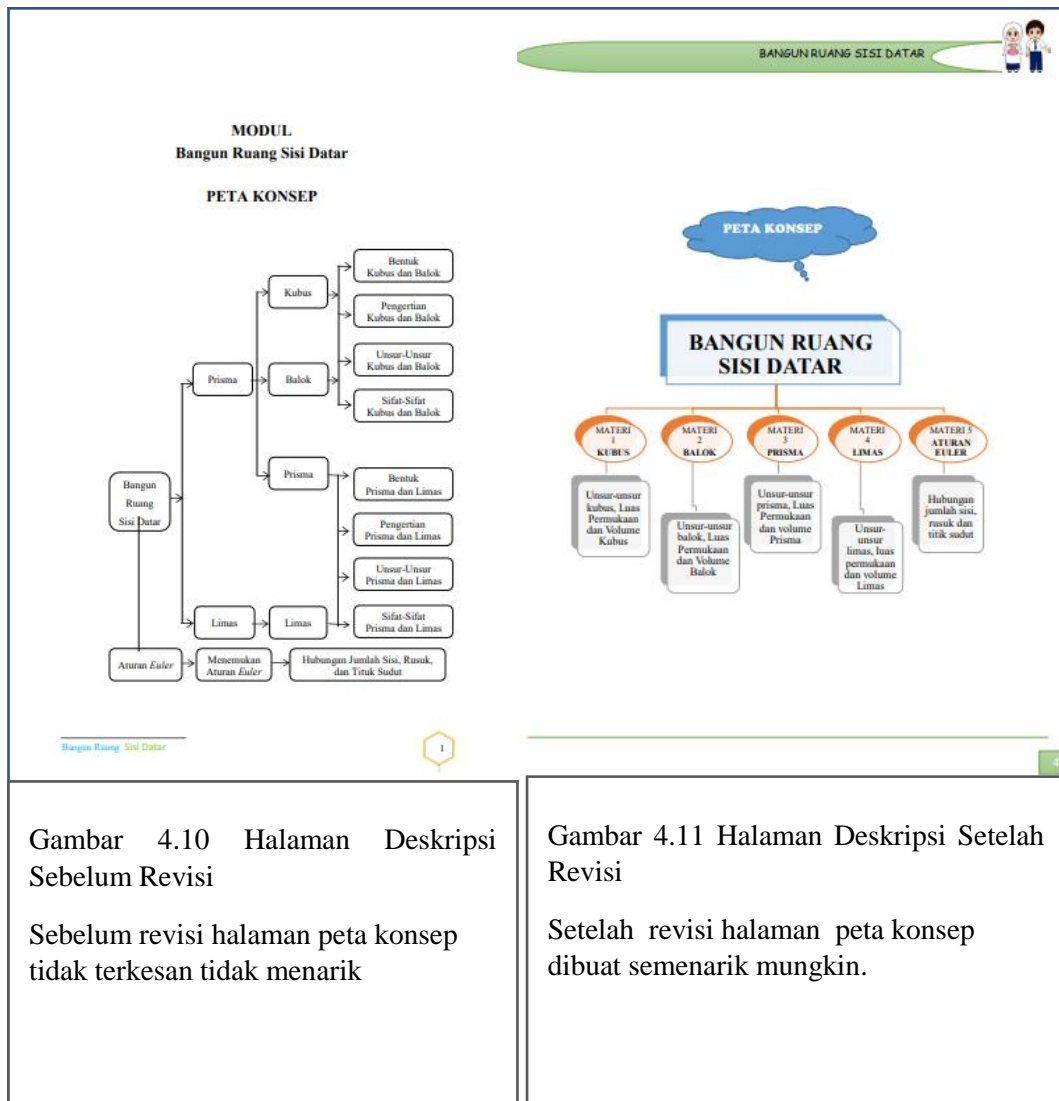 MODUL
Bangun Ruang Sisi Datar
PETA KONSEP
Bangun
Ruang
Sisi Datar
Prisma
Limas
Kubus
Balok
Prisma
Limas
Bentuk
Kubus dan Balok
Pengertian
Kubus dan Balok
Unsur-Unsur
Kubus dan Balok
Sifat-Sifat
Kubus dan Balok
Bentuk
Prisma dan Limas
Pengertian
Prisma dan Limas
Unsur-Unsur
Prisma dan Limas
Sifat-Sifat
Prisma dan Limas
Aturan Euler
Menemukan
Aturan Euler
Hubungan Jumlah Sisi, Rusuk,
dan Tituk Sudut
Bangun Ruang Sisi Datar
1
BANGUN RUANG SISI DATAR
PETA KONSEP
BANGUN RUANG
SISI DATAR
MATERI
1
KUBUS
MATERI
2
BALOK
MATERI
3
PRISMA
MATERI
4
LIMAS
MATERI 5
ATURAN
EULER
Unsur-unsur
kubus, Luas
Permukaan
dan Volume
Kubus
Unsur-unsur
balok, Luas
Permukaan
dan Volume
Balok
Unsur-unsur
prisma, Luas
Permukaan
dan volume
Prisma
Unsur-
unsur
limas, luas
permukaan
dan volume
Limas
Hubungan
jumlah sisi,
rusuk dan
titik sudut
4
Gambar 4.10 Halaman Deskripsi
Sebelum Revisi
Sebelum revisi halaman peta konsep
tidak terkesan tidak menarik
Gambar 4.11 Halaman Deskripsi Setelah
Revisi
Setelah revisi halaman peta konsep
dibuat semenarik mungkin.